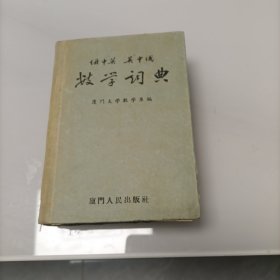 俄中英 英中俄
数学词典
厦门大学数学系编
厦門人民出版社